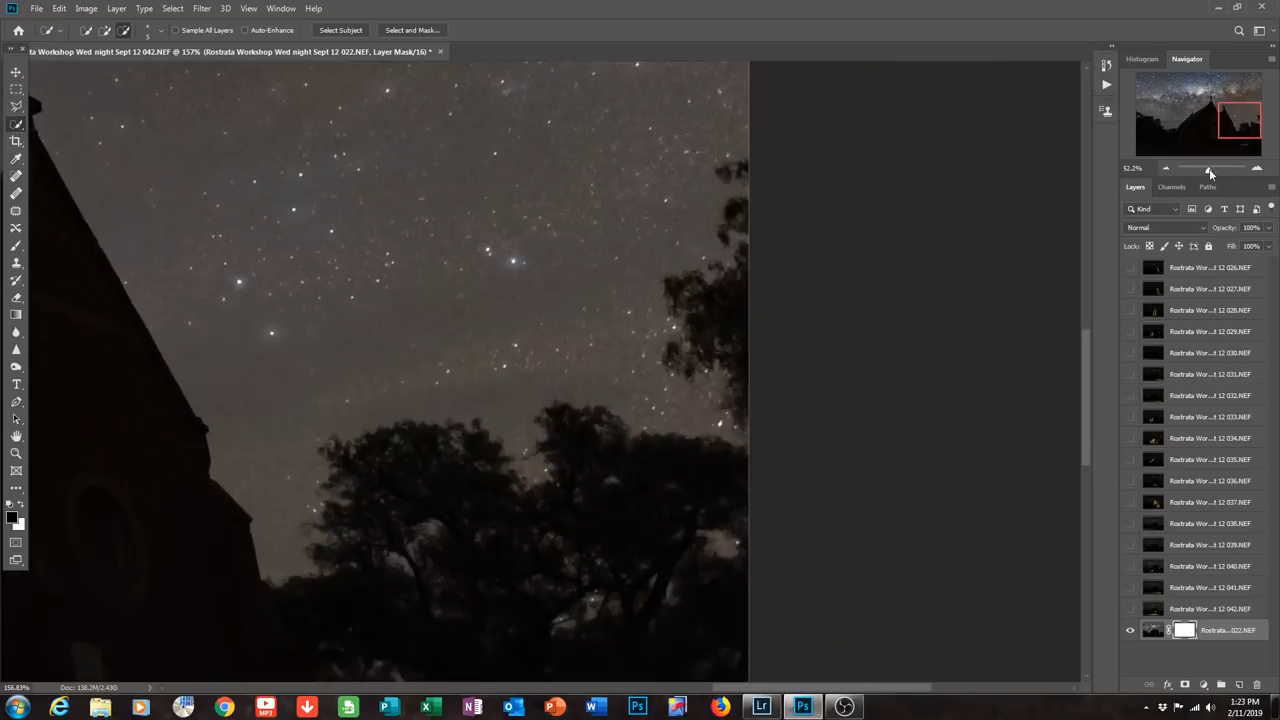 Ps File Edit Image Layer Type Select Filter 3D View Window Help
5 Sample All Layers Auto-Enhance Select Subject Select and Mask...
ta Workshop Wed night Sept 12 042.NEF @ 157% (Rostrata Workshop Wed night Sept 12 022.NEF, Layer Mask/16) *
Histogram Navigator
52.2%
Layers Channels Paths
Kind
Normal Opacity: 100%
Lock: Fill: 100%
Rostrata Wor...t 12 026.NEF
Rostrata Wor...t 12 027.NEF
Rostrata Wor...t 12 028.NEF
Rostrata Wor...t 12 029.NEF
Rostrata Wor...t 12 030.NEF
Rostrata Wor...t 12 031.NEF
Rostrata Wor...t 12 032.NEF
Rostrata Wor...t 12 033.NEF
Rostrata Wor...t 12 034.NEF
Rostrata Wor...t 12 035.NEF
Rostrata Wor...t 12 036.NEF
Rostrata Wor...t 12 037.NEF
Rostrata Wor...t 12 038.NEF
Rostrata Wor...t 12 039.NEF
Rostrata Wor...t 12 040.NEF
Rostrata Wor...t 12 041.NEF
Rostrata Wor...t 12 042.NEF
Rostrata...022.NEF
156.83% Doc: 138.2M/2.43G
MP3 Lr Ps 1:23 PM
2/11/2019